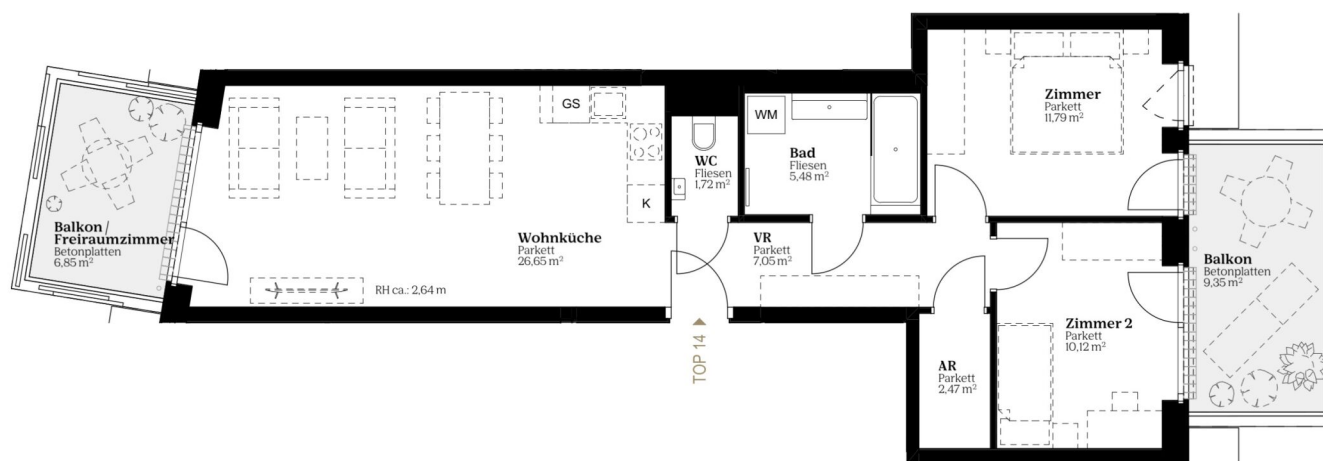 Balkon/
Freiraumzimmer
Betonplatten
6,85 m²
Wohnküche
Parkett
26,65 m²
RH ca.: 2,64 m
GS
K
WC
Fliesen
1,72 m²
WM
Bad
Fliesen
5,48 m²
VR
Parkett
7,05 m²
TOP 14
Zimmer
Parkett
11,79 m²
Zimmer 2
Parkett
10,12 m²
AR
Parkett
2,47 m²
Balkon
Betonplatten
9,35 m²